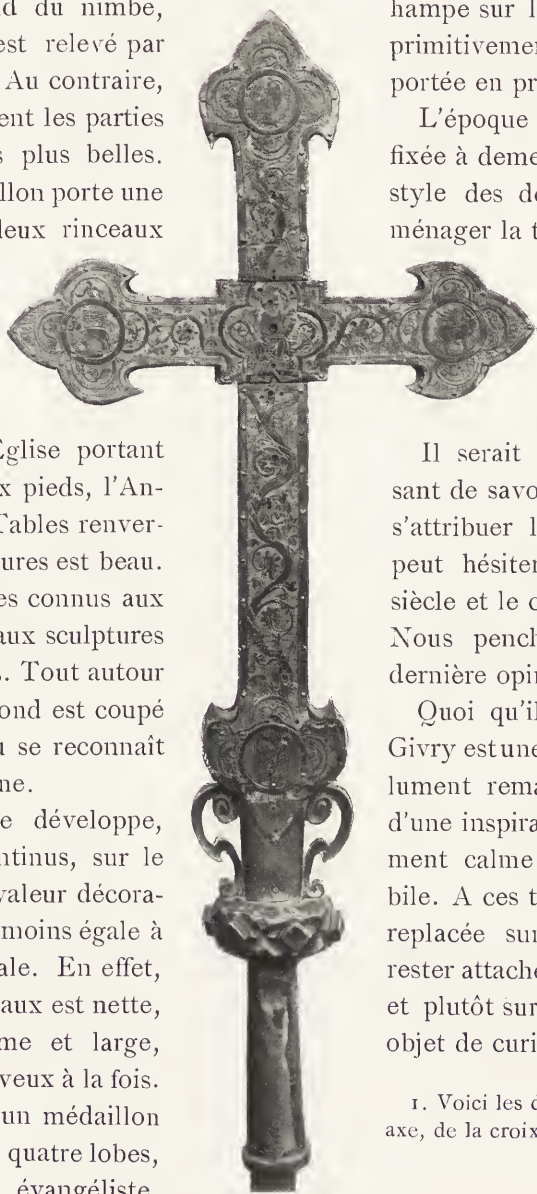 du nimbe,
est relevé par
Au contraire,
ent les parties
plus belles.
llon porte une
leux rinceaux
Église portant
x pieds, l'An-
Tables renver-
ures est beau.
es connus aux
aux sculptures
Tout autour
ond est coupé
u se reconnaît
ne.
e développe,
ntinus, sur le
valeur décora-
moins égale à
ale. En effet,
aux est nette,
me et large,
veux à la fois.
un médaillon
quatre lobes,
évangéliste
hampe sur l
primitivemen
portée en pr
L'époque
fixée à deme
style des de
ménager la t
Il serait
sant de savo
s'attribuer l
peut hésiter
siècle et le c
Nous pench
dernière opin
Quoi qu'il
Givry est une
lument rema
d'une inspira
ment calme
bile. A ces t
replacée sur
rester attaché
et plutôt sur
objet de curi
1. Voici les d
axe, de la croix